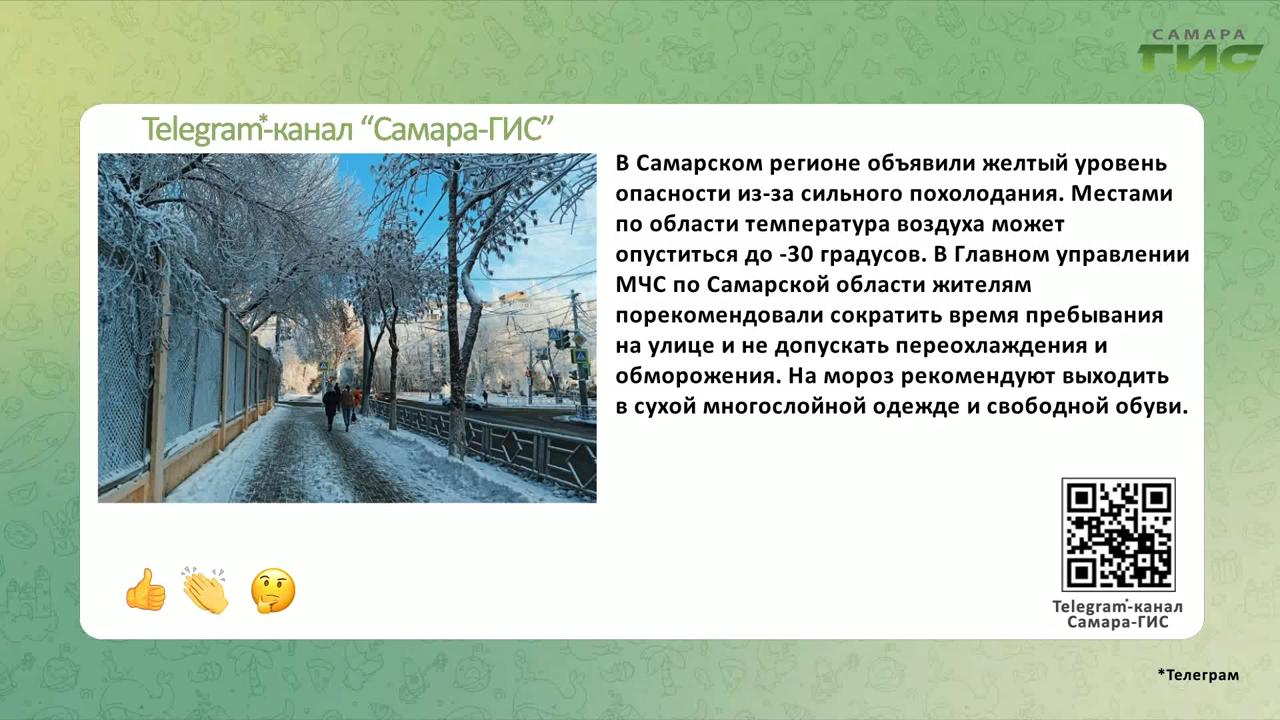 САМАРА
ГИС
Telegram*-канал “Самара-ГИС”
В Самарском регионе объявили желтый уровень
опасности из-за сильного похолодания. Местами
по области температура воздуха может
опуститься до -30 градусов. В Главном управлении
МЧС по Самарской области жителям
порекомендовали сократить время пребывания
на улице и не допускать переохлаждения и
обморожения. На мороз рекомендуют выходить
в сухой многослойной одежде и свободной обуви.
Telegram*-канал
Самара-ГИС
*Телеграм